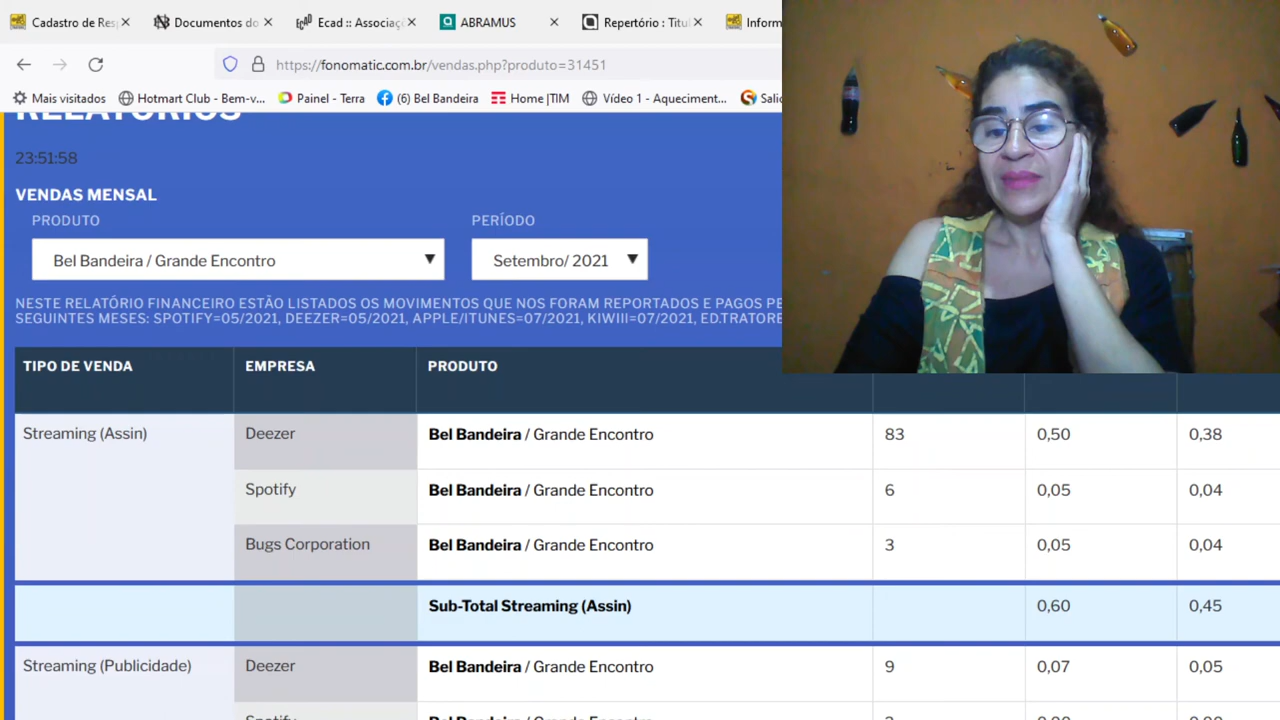 Cadastro de Res
Documentos do
Ecad :: Associaç
ABRAMUS
Repertório : Titul
Inform
https://fonomatic.com.br/vendas.php?produto=31451
Mais visitados
Hotmart Club - Bem-v...
Painel - Terra
(6) Bel Bandeira
Home |TIM
Vídeo 1 - Aqueciment...
Salic
RELATÓRIOS
23:51:58
VENDAS MENSAL
PRODUTO PERÍODO
Bel Bandeira / Grande Encontro Setembro/ 2021
NESTE RELATÓRIO FINANCEIRO ESTÃO LISTADOS OS MOVIMENTOS QUE NOS FORAM REPORTADOS E PAGOS PE
SEGUINTES MESES: SPOTIFY=05/2021, DEEZER=05/2021, APPLE/ITUNES=07/2021, KIWIII=07/2021, ED.TRATORE
TIPO DE VENDA EMPRESA PRODUTO
Streaming (Assin) Deezer Bel Bandeira / Grande Encontro 83 0,50 0,38
Spotify Bel Bandeira / Grande Encontro 6 0,05 0,04
Bugs Corporation Bel Bandeira / Grande Encontro 3 0,05 0,04
Sub-Total Streaming (Assin) 0,60 0,45
Streaming (Publicidade) Deezer Bel Bandeira / Grande Encontro 9 0,07 0,05